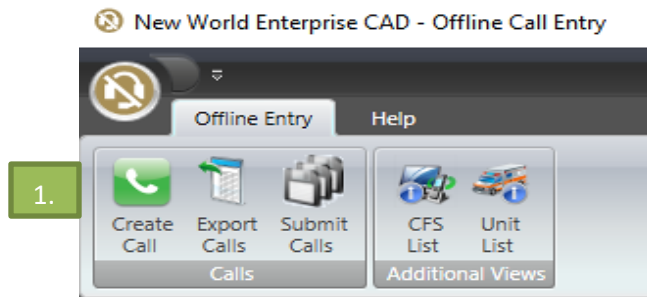 New World Enterprise CAD - Offline Call Entry
Offline Entry Help
1.
Create Export Submit CFS Unit
Call Calls Calls List List
Calls Additional Views